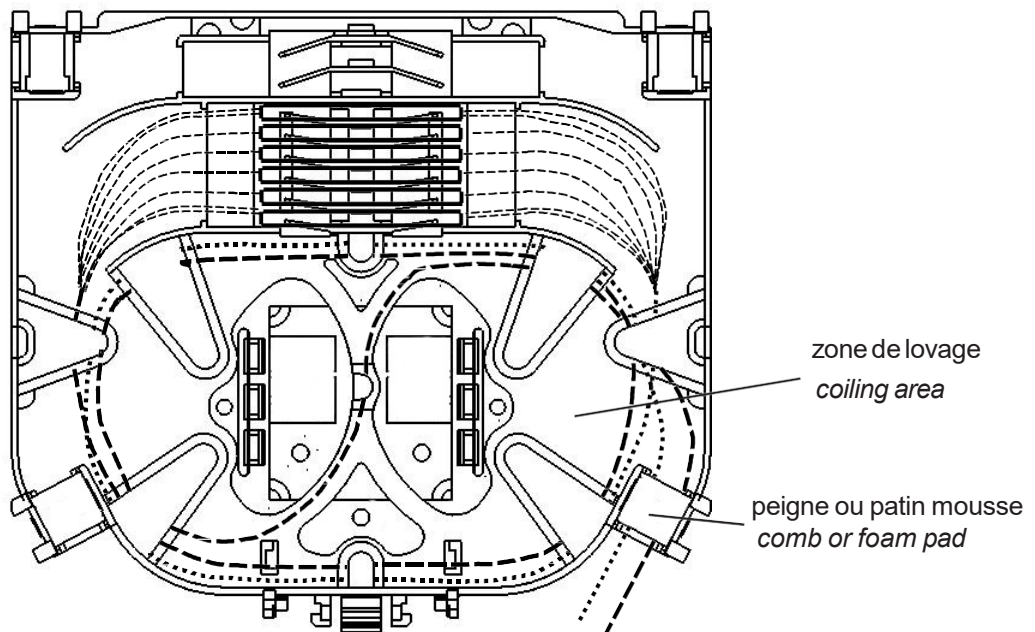 zone de lovage
coiling area
peigne ou patin mousse
comb or foam pad